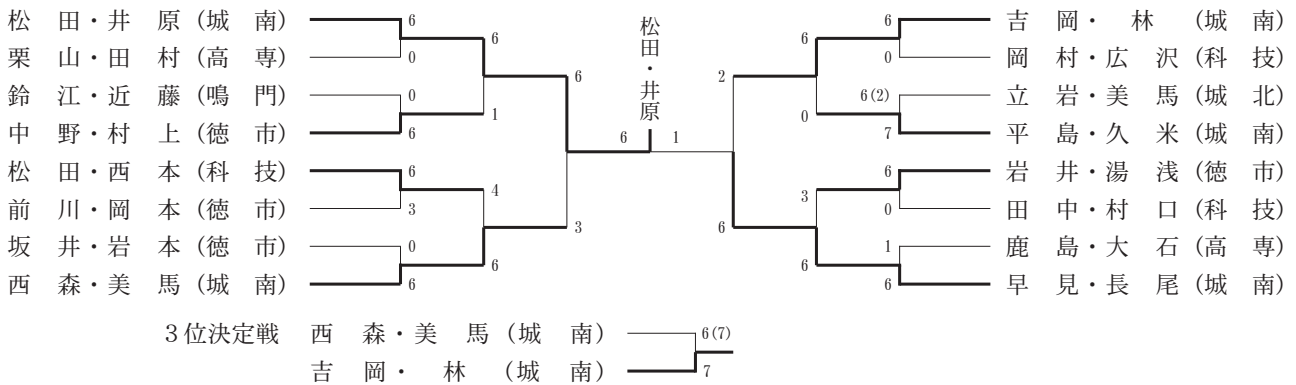 松田・井原(城南)
栗山・田村(高専)
鈴江・近藤(鳴門)
中野・村上(徳市)
松田・西本(科技)
前川・岡本(徳市)
坂井・岩本(徳市)
西森・美馬(城南)
6
0
0
6
6
3
0
6
6
1
4
6
6
3
6
松田・井原
1
2
6
6
0
3
6
6
0
6(2)
7
6
0
1
6
吉岡・林(城南)
岡村・広沢(科技)
立岩・美馬(城北)
平島・久米(城南)
岩井・湯浅(徳市)
田中・村口(科技)
鹿島・大石(高専)
早見・長尾(城南)
3位決定戦 西森・美馬(城南) 6(7)
吉岡・林(城南) 7